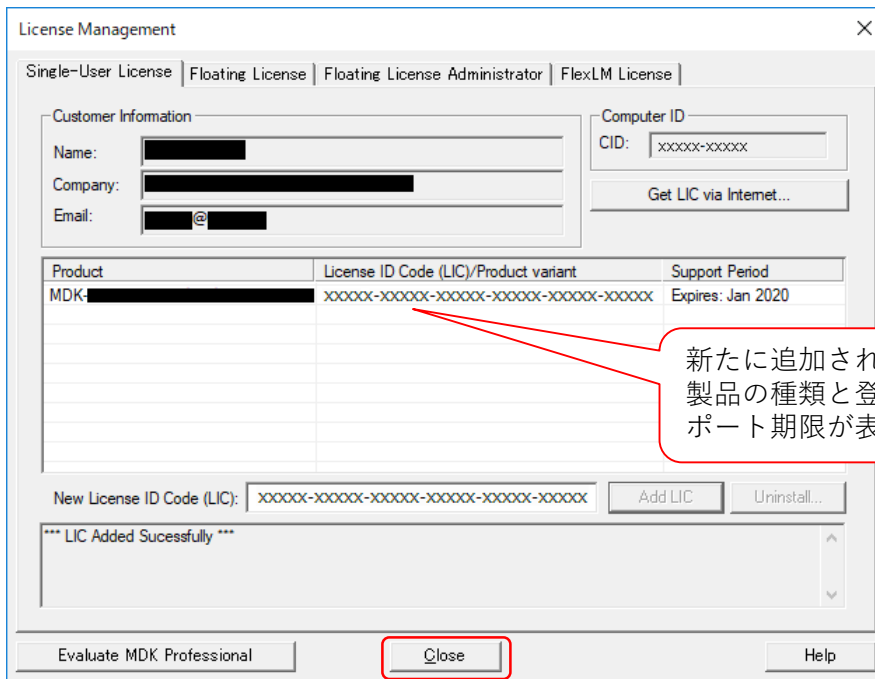 License Management
Single-User License Floating License Floating License Administrator FlexLM License
Customer Information
Name:
Company:
Email:
@
Computer ID
CID: xxxxx-xxxxx
Get LIC via Internet...
Product License ID Code (LIC)/Product variant Support Period
MDK- XXXXX-XXXXX-XXXXX-XXXXX-XXXXX-XXXXX Expires: Jan 2020
新たに追加され
製品の種類と登
ポート期限が表
New License ID Code (LIC): XXXXX-XXXXX-XXXXX-XXXXX-XXXXX-XXXXX Add LIC Uninstall...
*** LIC Added Sucessfully ***
Evaluate MDK Professional Close Help